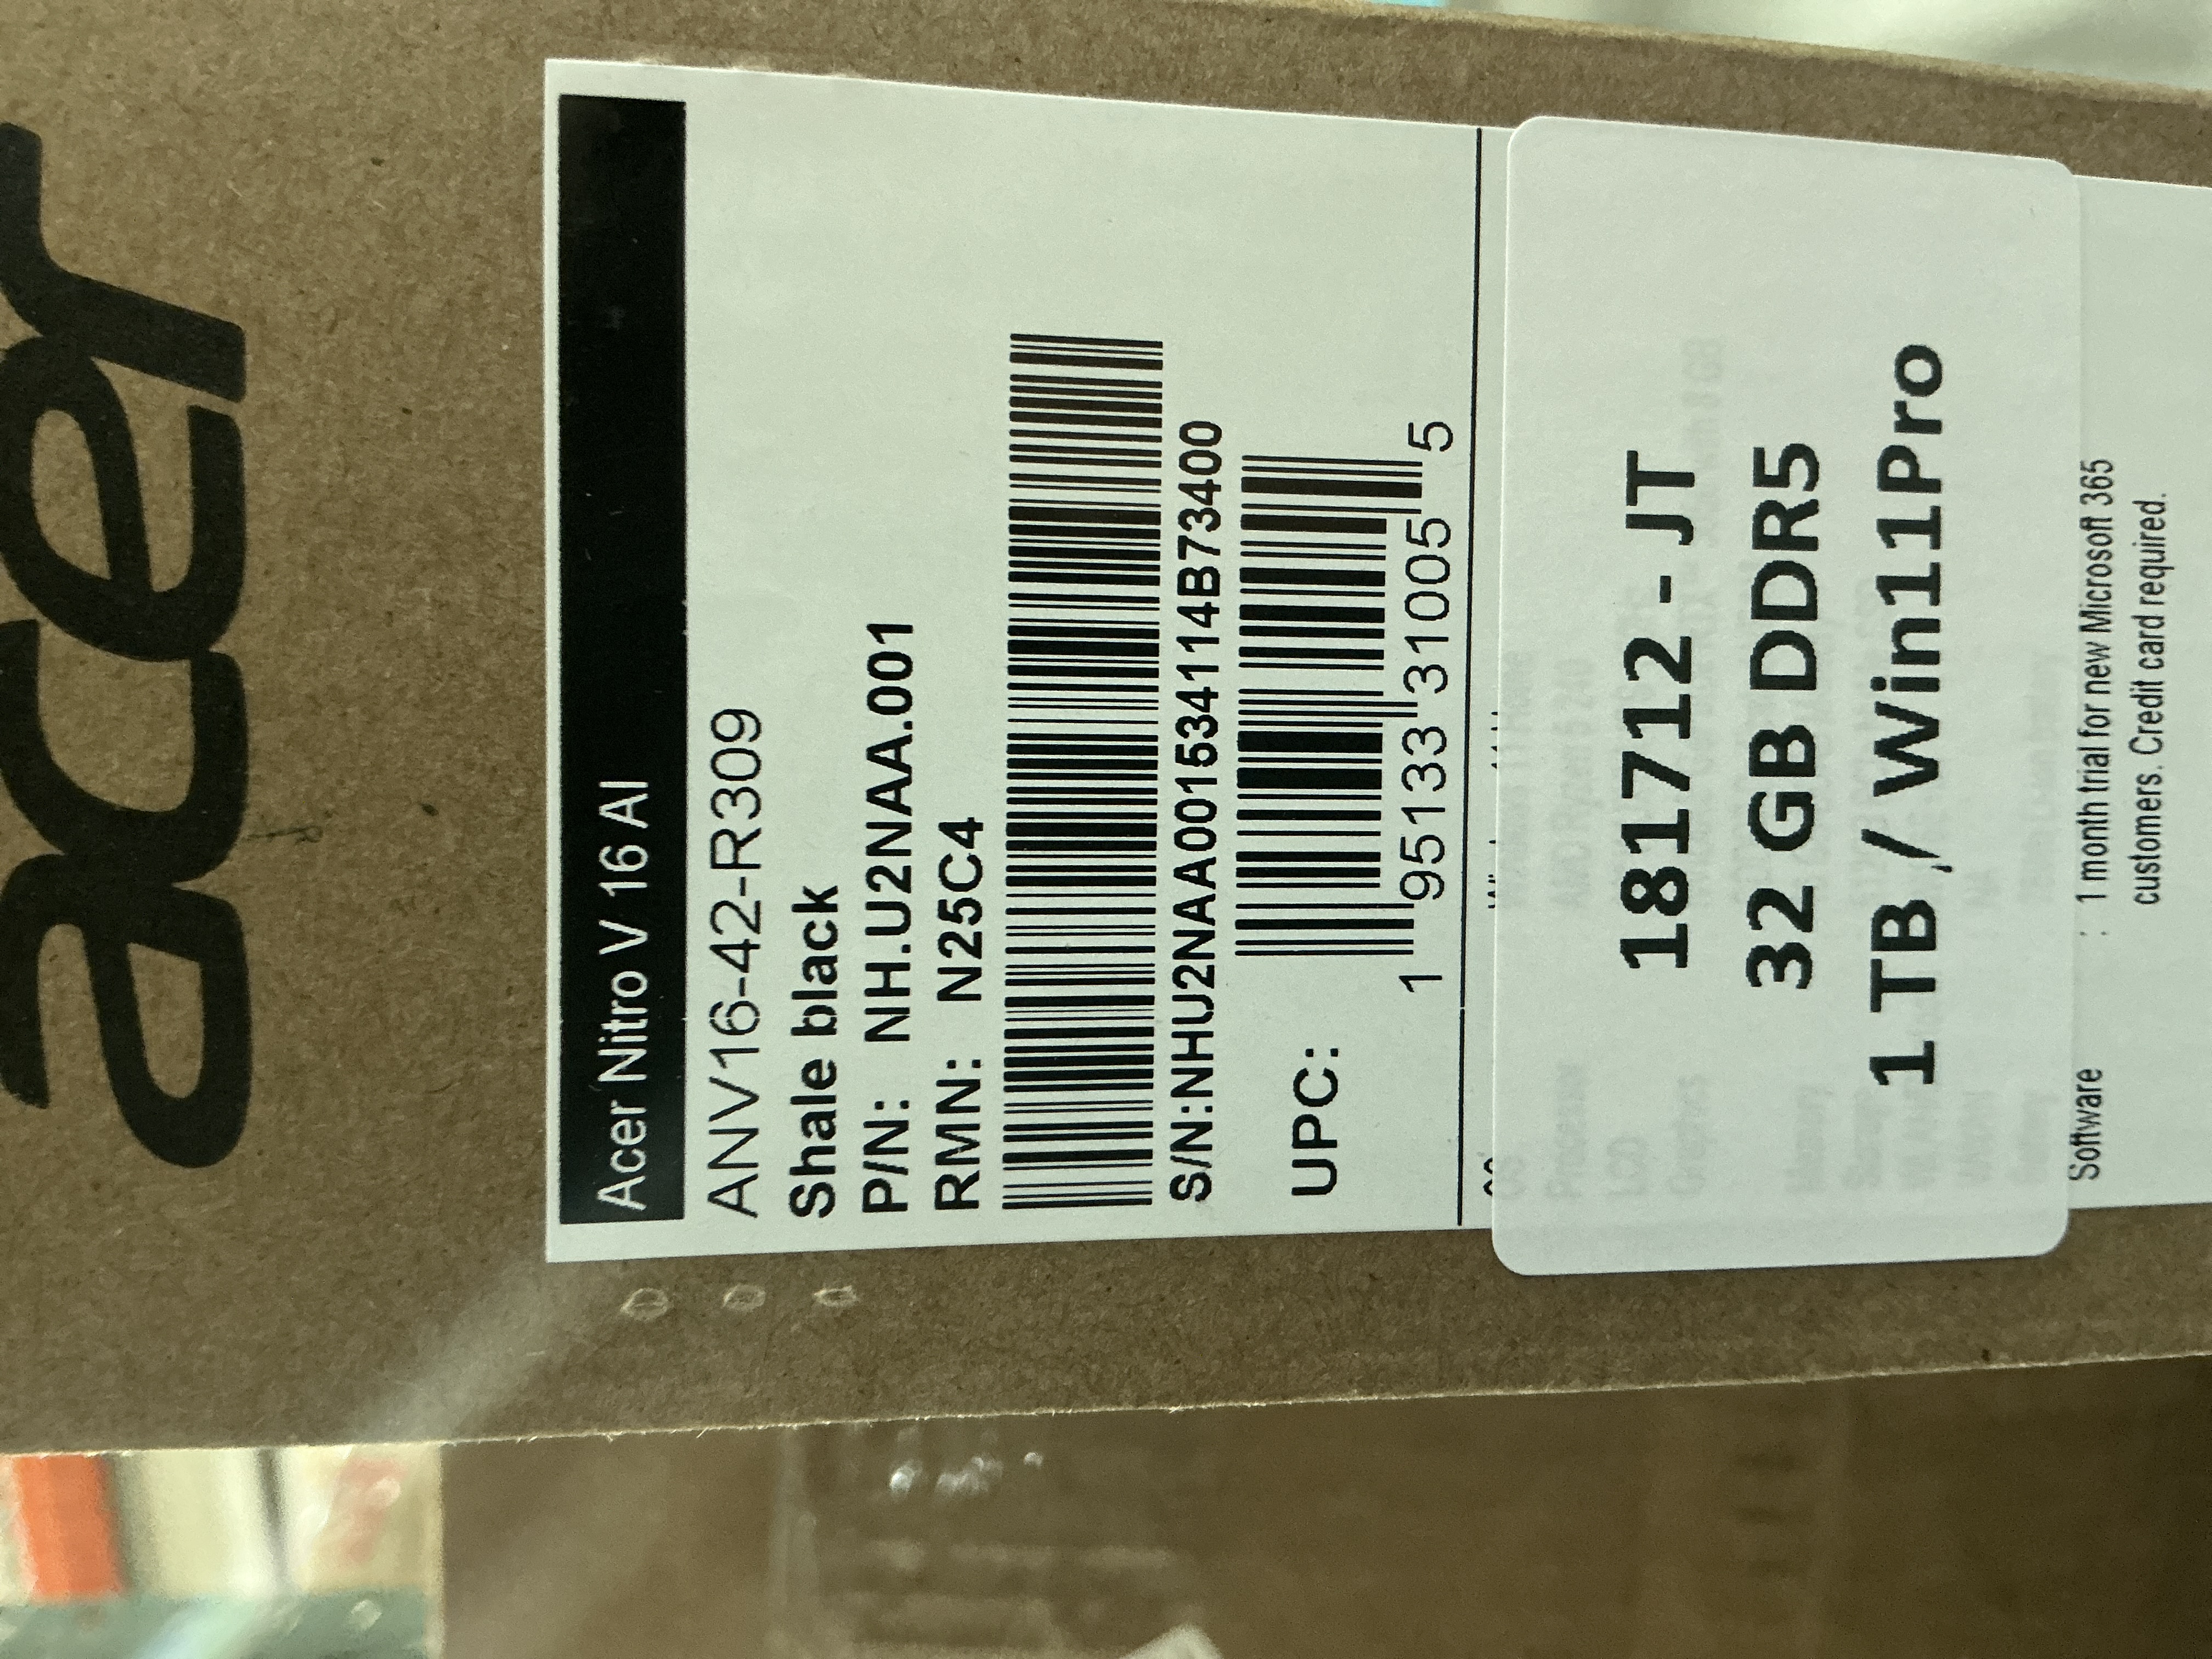 acer
Acer Nitro V 16 AI
ANV16-42-R309
Shale black
P/N: NH.U2NAA.001
RMN: N25C4
S/N:NHU2NAA001534114B73400
UPC:
1 95133 31005 5
181712 - JT
32 GB DDR5
1 TB / Win11Pro
Software : 1 month trial for new Microsoft 365
customers. Credit card required.